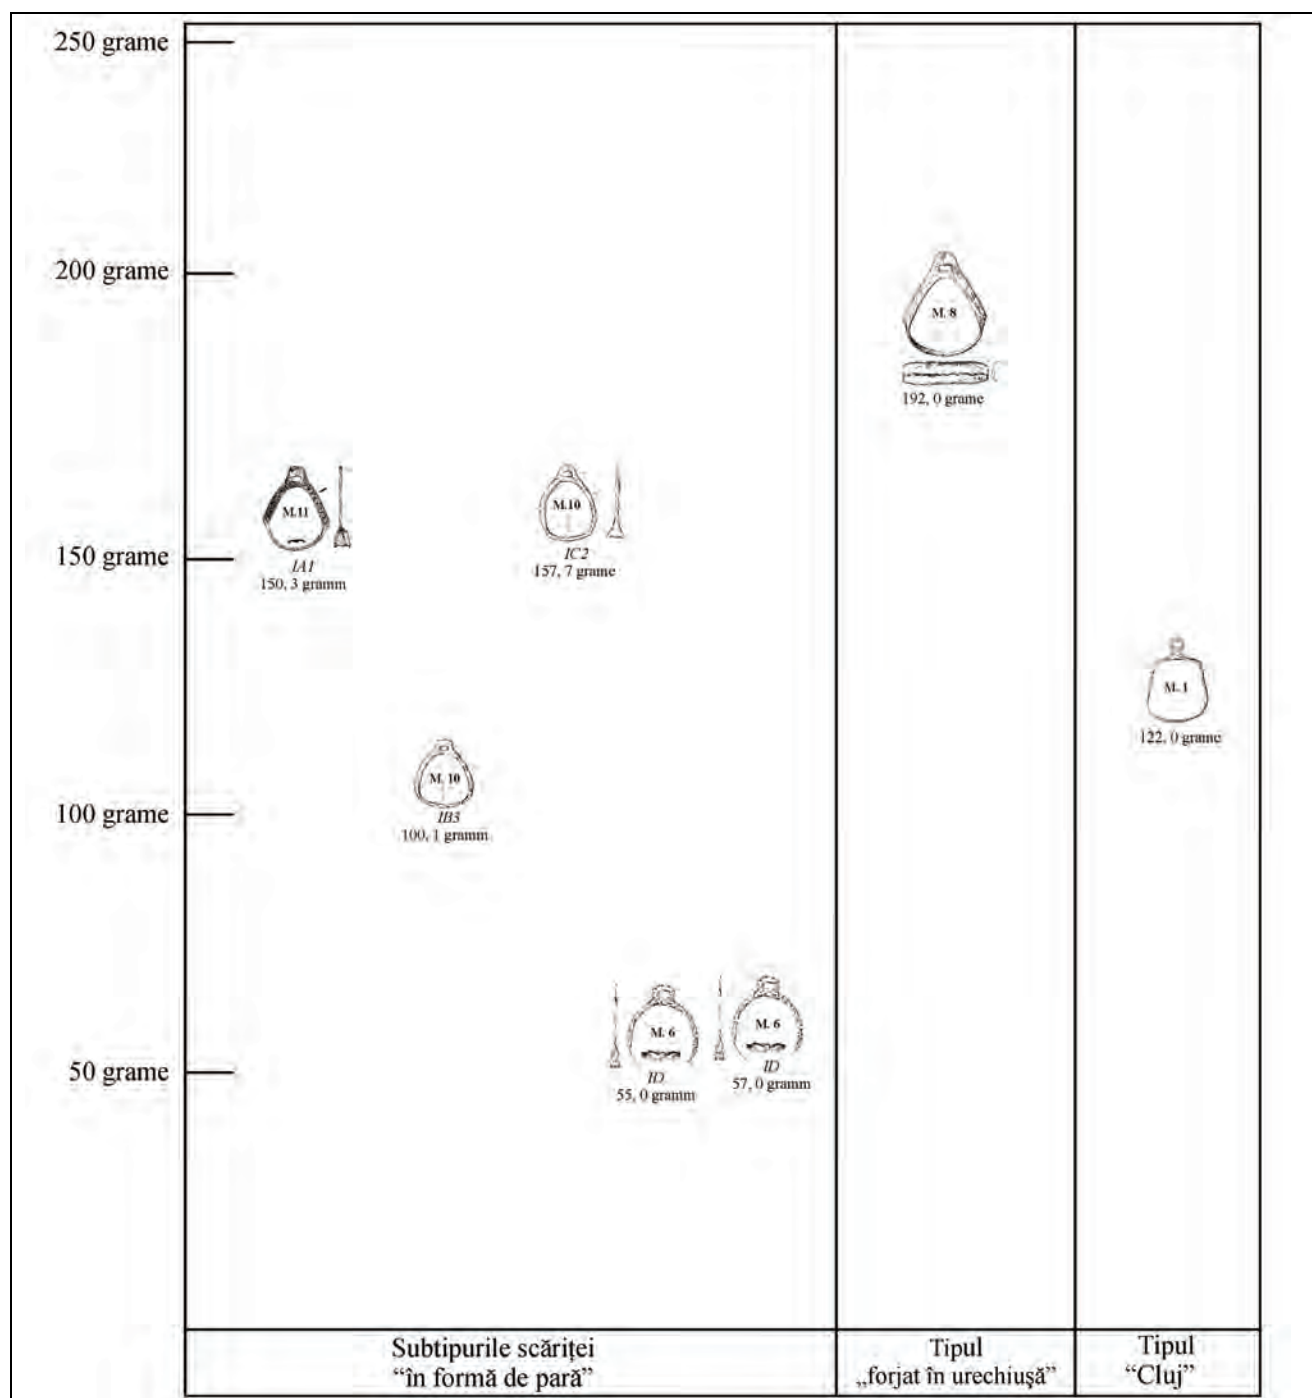 250 grame
200 grame
M. 8
192, 0 grame
M.11
IA1
150, 3 gramm
M.10
IC2
157, 7 grame
150 grame
M. 1
122, 0 grame
M. 10
IB3
100, 1 gramm
100 grame
M. 6
ID
55, 0 gramm
M. 6
ID
57, 0 gramm
50 grame
Subtipurile scăriței
“în formă de pară”
Tipul
„forjat în urechiușă”
Tipul
“Cluj”